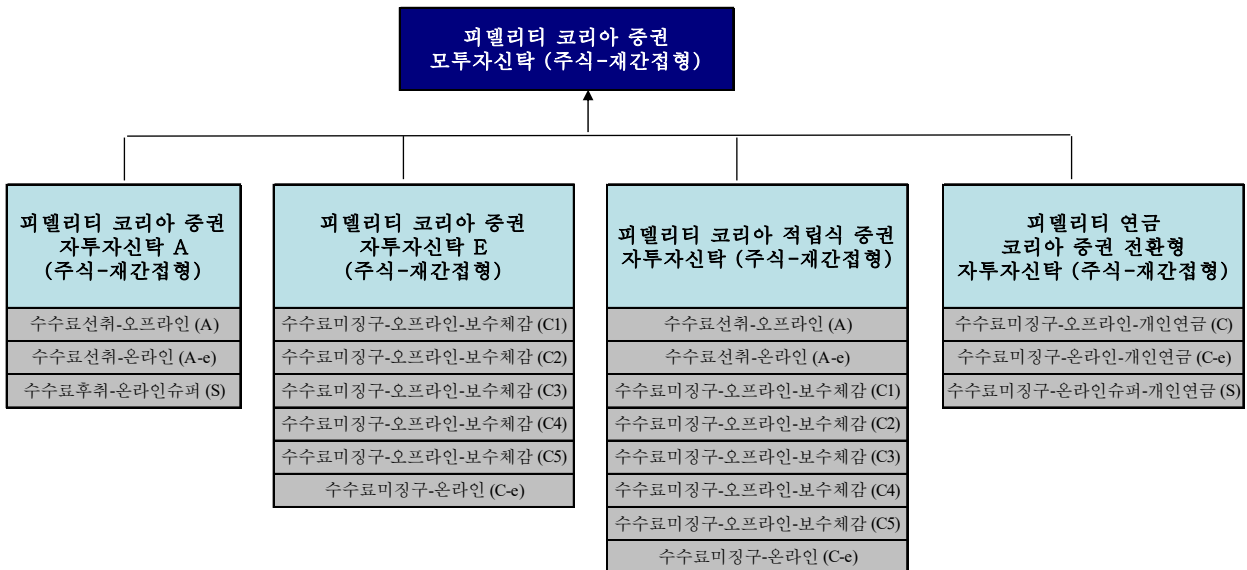 피델리티 코리아 증권
모투자신탁 (주식-재간접형)
피델리티 코리아 증권
자투자신탁 A
(주식-재간접형)
수수료선취-오프라인 (A)
수수료선취-온라인 (A-e)
수수료후취-온라인슈퍼 (S)
피델리티 코리아 증권
자투자신탁 E
(주식-재간접형)
수수료미징구-오프라인-보수체감 (C1)
수수료미징구-오프라인-보수체감 (C2)
수수료미징구-오프라인-보수체감 (C3)
수수료미징구-오프라인-보수체감 (C4)
수수료미징구-오프라인-보수체감 (C5)
수수료미징구-온라인 (C-e)
피델리티 코리아 적립식 증권
자투자신탁 (주식-재간접형)
수수료선취-오프라인 (A)
수수료선취-온라인 (A-e)
수수료미징구-오프라인-보수체감 (C1)
수수료미징구-오프라인-보수체감 (C2)
수수료미징구-오프라인-보수체감 (C3)
수수료미징구-오프라인-보수체감 (C4)
수수료미징구-오프라인-보수체감 (C5)
수수료미징구-온라인 (C-e)
피델리티 연금
코리아 증권 전환형
자투자신탁 (주식-재간접형)
수수료미징구-오프라인-개인연금 (C)
수수료미징구-온라인-개인연금 (C-e)
수수료미징구-온라인슈퍼-개인연금 (S)